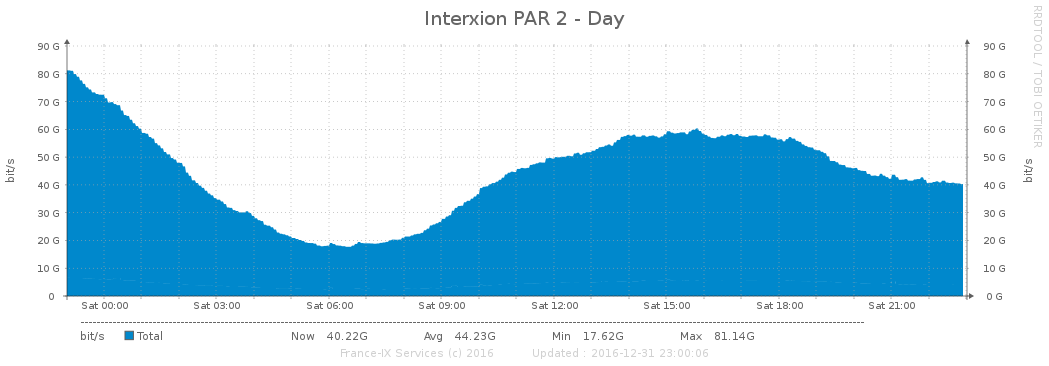 Interxion PAR 2 - Day
RRDTOOL / TOBI OETIKER
90 G 90 G
80 G 80 G
70 G 70 G
60 G 60 G
50 G 50 G
40 G 40 G
30 G 30 G
20 G 20 G
10 G 10 G
0 0 G
bit/s bit/s
Sat 00:00 Sat 03:00 Sat 06:00 Sat 09:00 Sat 12:00 Sat 15:00 Sat 18:00 Sat 21:00
bit/s Total Now 40.22G Avg 44.23G Min 17.62G Max 81.14G
France-IX Services (c) 2016 Updated : 2016-12-31 23:00:06